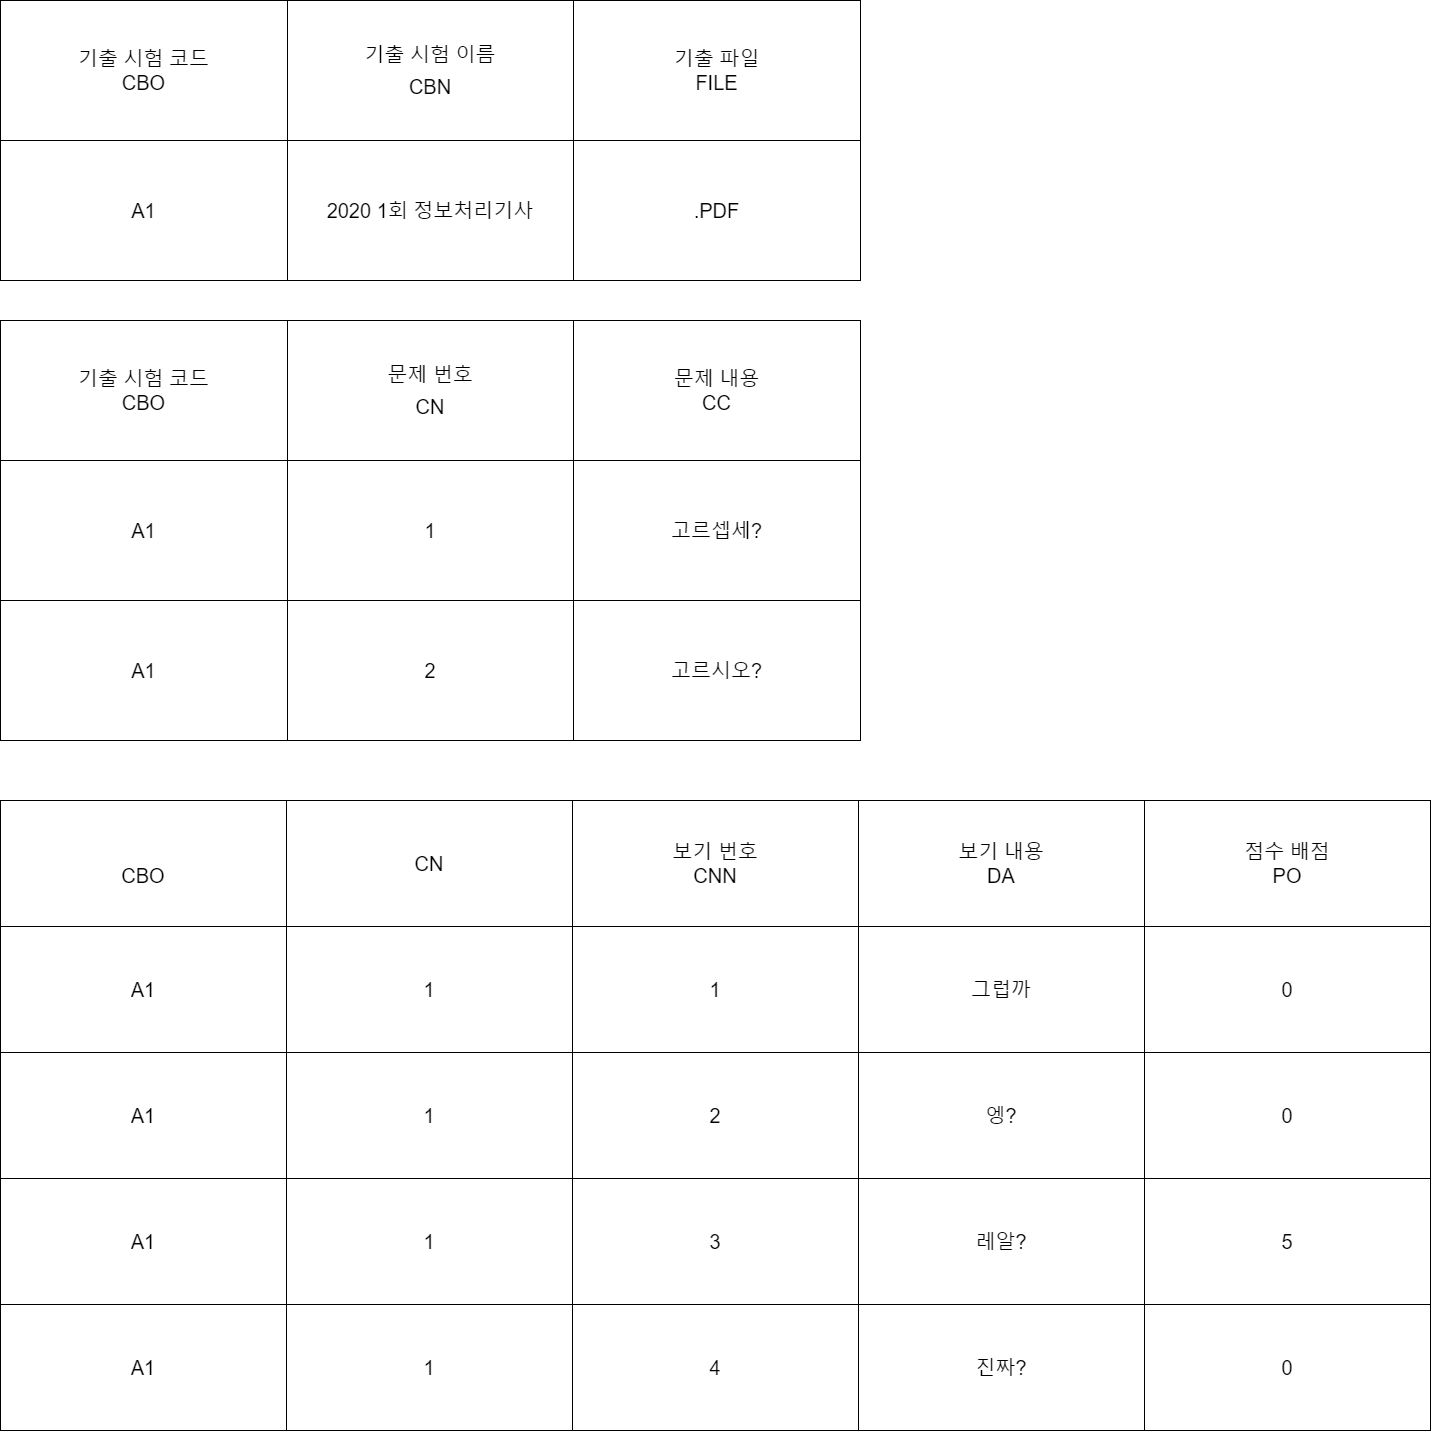 기출 시험 코드
CBO
기출 시험 이름
CBN
기출 파일
FILE
A1
2020 1회 정보처리기사
.PDF
기출 시험 코드
CBO
문제 번호
CN
문제 내용
CC
A1
1
고르셉세?
A1
2
고르시오?
CBO
CN
보기 번호
CNN
보기 내용
DA
점수 배점
PO
A1
1
1
그럽까
0
A1
1
2
엥?
0
A1
1
3
레알?
5
A1
1
4
진짜?
0